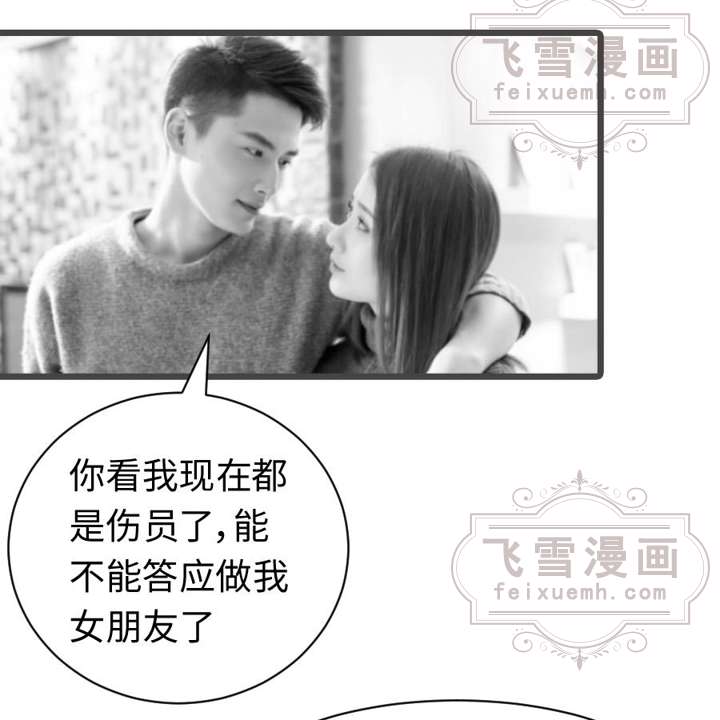 飞雪漫画
feixuemh.com
你看我现在都
是伤员了，能
不能答应做我
女朋友了
飞雪漫画
feixuemh.com